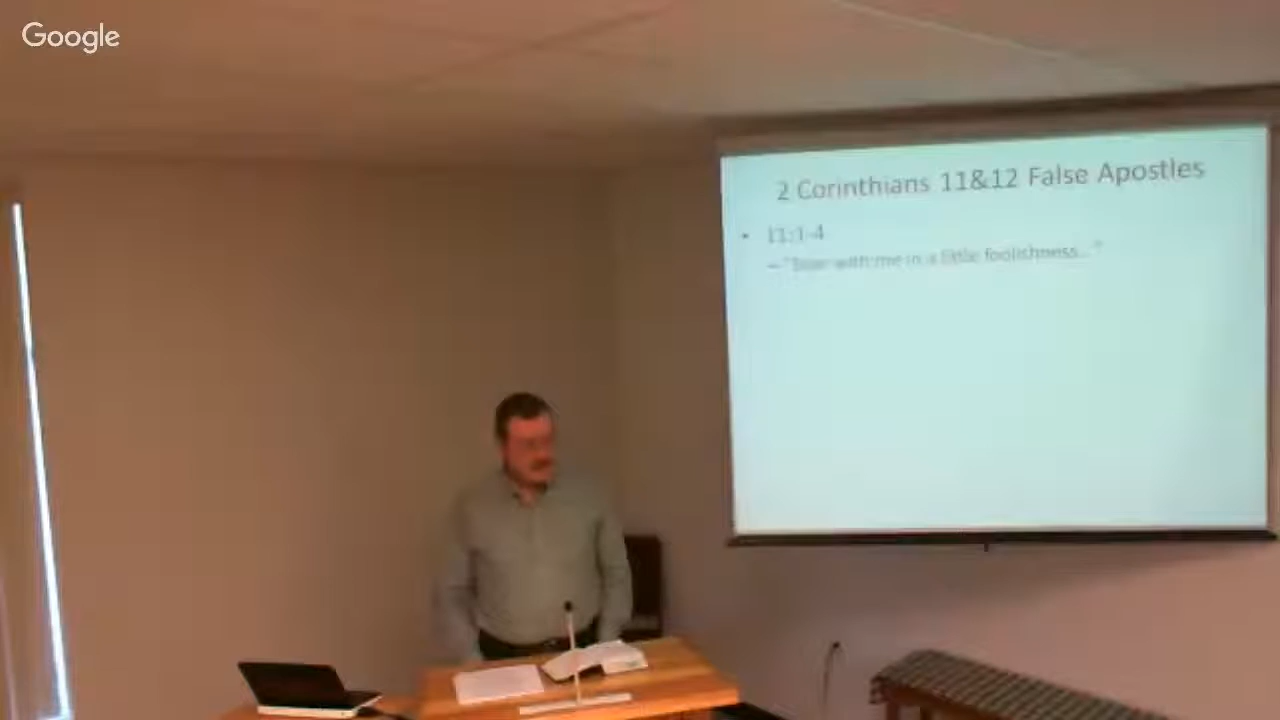 Google
2 Corinthians 11&12 False Apostles
• 11:1-4
– "Bear with me in a little foolishness..."